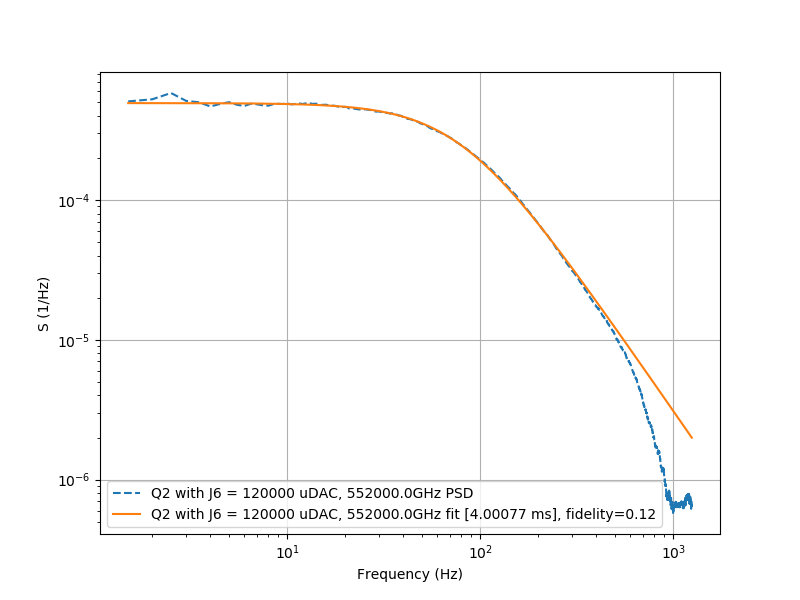 S (1/Hz)
10⁻⁴
10⁻⁵
10⁻⁶
Q2 with J6 = 120000 uDAC, 552000.0GHz PSD
Q2 with J6 = 120000 uDAC, 552000.0GHz fit [4.00077 ms], fidelity=0.12
10¹ 10² 10³
Frequency (Hz)